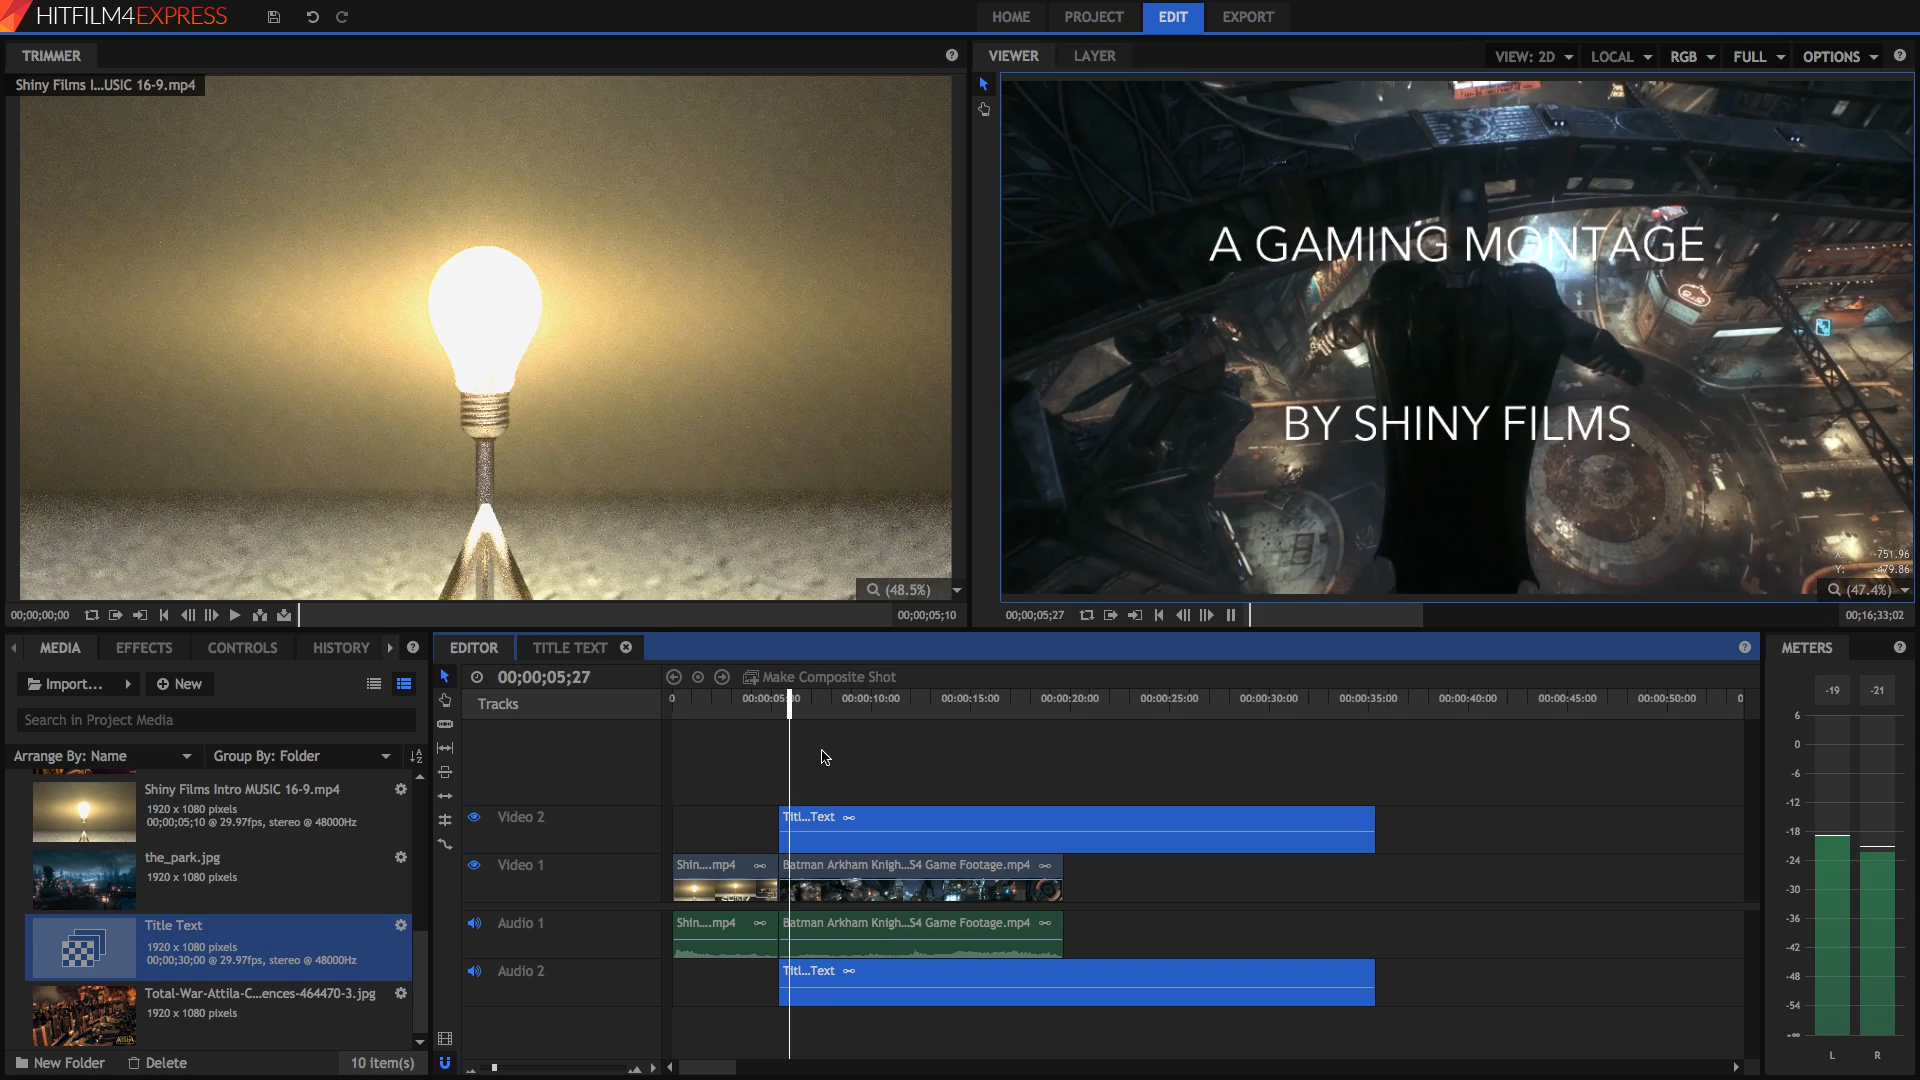 HITFILM4EXPRESS
HOME
PROJECT
EDIT
EXPORT
TRIMMER
Shiny Films I...USIC 16-9.mp4
(48.5%)
00;00;00;00
00;00;05;10
VIEWER
LAYER
VIEW: 2D
LOCAL
RGB
FULL
OPTIONS
A GAMING MONTAGE
BY SHINY FILMS
X: -751.96
Y: -479.86
(47.4%)
00;00;05;27
00;16;33;02
MEDIA
EFFECTS
CONTROLS
HISTORY
Import...
New
Search in Project Media
Arrange By: Name
Group By: Folder
Shiny Films Intro MUSIC 16-9.mp4
1920 x 1080 pixels
00;00;05;10 @ 29.97fps, stereo @ 48000Hz
the_park.jpg
1920 x 1080 pixels
Title Text
1920 x 1080 pixels
00;00;30;00 @ 29.97fps, stereo @ 48000Hz
Total-War-Attila-C...ences-464470-3.jpg
1920 x 1080 pixels
New Folder
Delete
10 item(s)
EDITOR
TITLE TEXT
00;00;05;27
Make Composite Shot
Tracks
0
00:00:10:00
00:00:15:00
00:00:20:00
00:00:25:00
00:00:30:00
00:00:35:00
00:00:40:00
00:00:45:00
00:00:50:00
Video 2
Titl...Text
Video 1
Shin....mp4
Batman Arkham Knigh...S4 Game Footage.mp4
Audio 1
Shin....mp4
Batman Arkham Knigh...S4 Game Footage.mp4
Audio 2
Titl...Text
METERS
-19
-21
6
0
-6
-12
-18
-24
-30
-36
-42
-48
-54
-∞
L
R